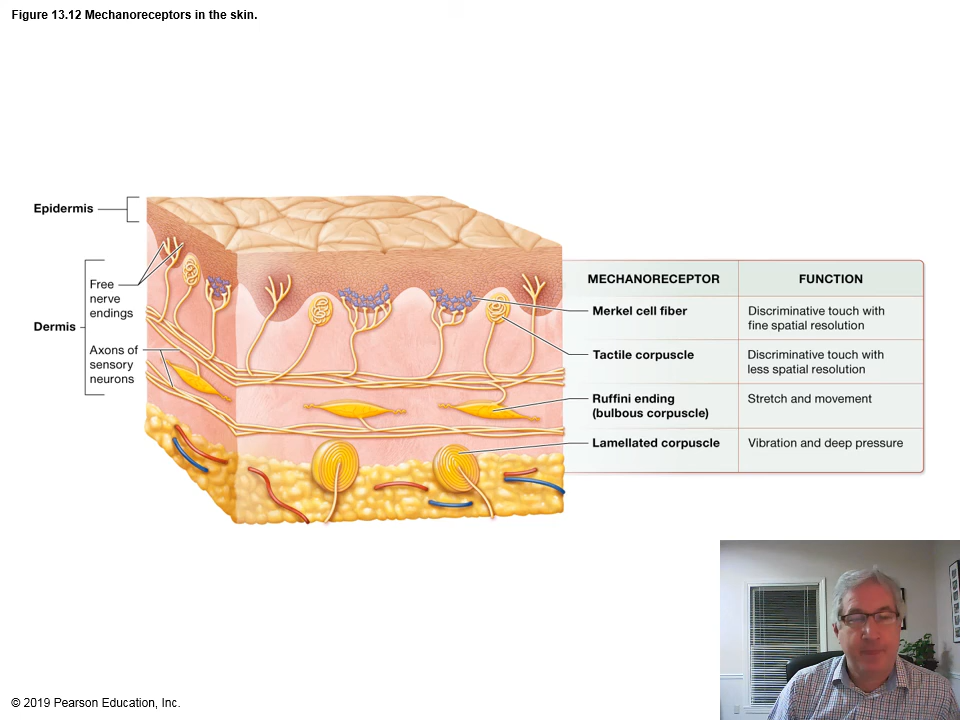 Figure 13.12 Mechanoreceptors in the skin.
Epidermis
Free
nerve
endings
Dermis
Axons of
sensory
neurons
MECHANORECEPTOR FUNCTION
Merkel cell fiber Discriminative touch with
fine spatial resolution
Tactile corpuscle Discriminative touch with
less spatial resolution
Ruffini ending Stretch and movement
(bulbous corpuscle)
Lamellated corpuscle Vibration and deep pressure
© 2019 Pearson Education, Inc.